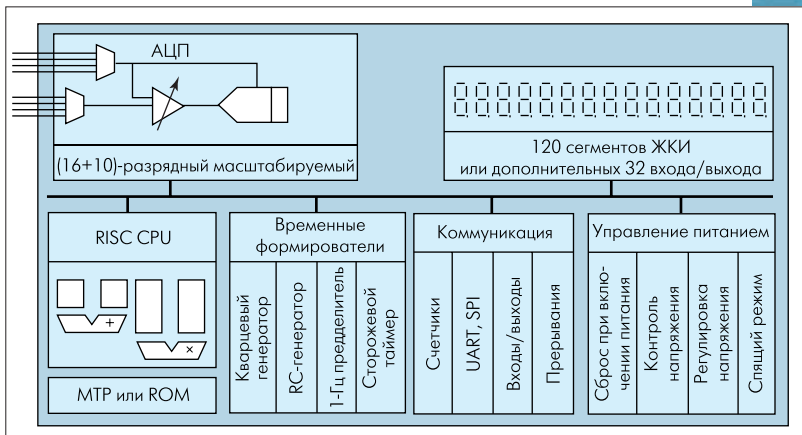 АЦП
(16+10)-разрядный масштабируемый
120 сегментов ЖКИ
или дополнительных 32 входа/выхода
RISC CPU
+
×
MTP или ROM
Временные
формирователи
Кварцевый
генератор
RC-генератор
1-Гц предделитель
Сторожевой
таймер
Коммуникация
Счетчики
UART, SPI
Входы/выходы
Прерывания
Управление питанием
Сброс при вклю-
чении питания
Контроль
напряжения
Регулировка
напряжения
Спящий режим